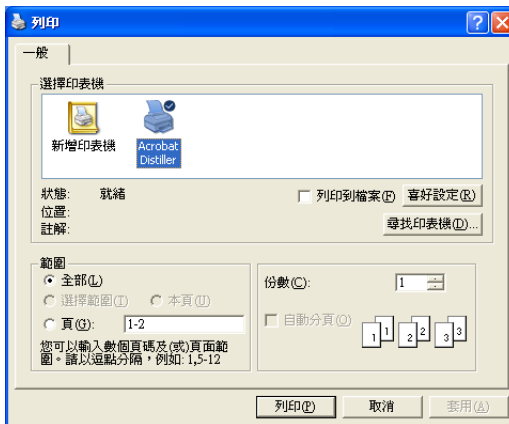 列印
一般
選擇印表機
新增印表機
Acrobat
Distiller
狀態: 就緒
位置:
註解:
列印到檔案(F)
喜好設定(R)
尋找印表機(D)...
範圍
全部(L)
選擇範圍(T) 本頁(U)
頁(G): 1-2
您可以輸入數個頁碼及(或)頁面範
圍。請以逗點分隔，例如: 1,5-12
份數(C): 1
自動分頁(O)
1 1 2 2 3 3
列印(P) 取消 套用(A)